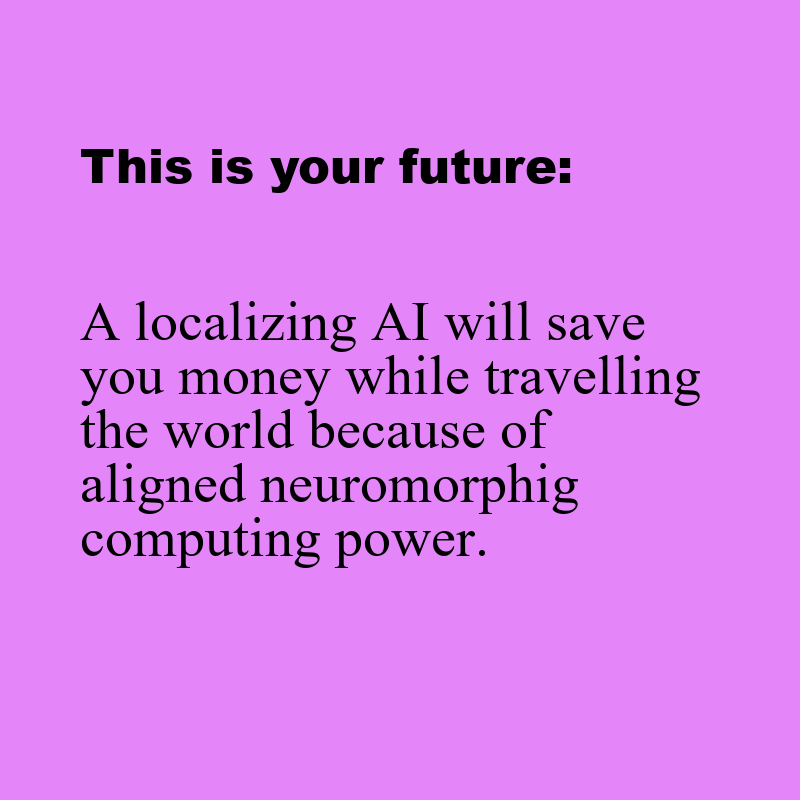 This is your future:
A localizing AI will save
you money while travelling
the world because of
aligned neuromorphig
computing power.